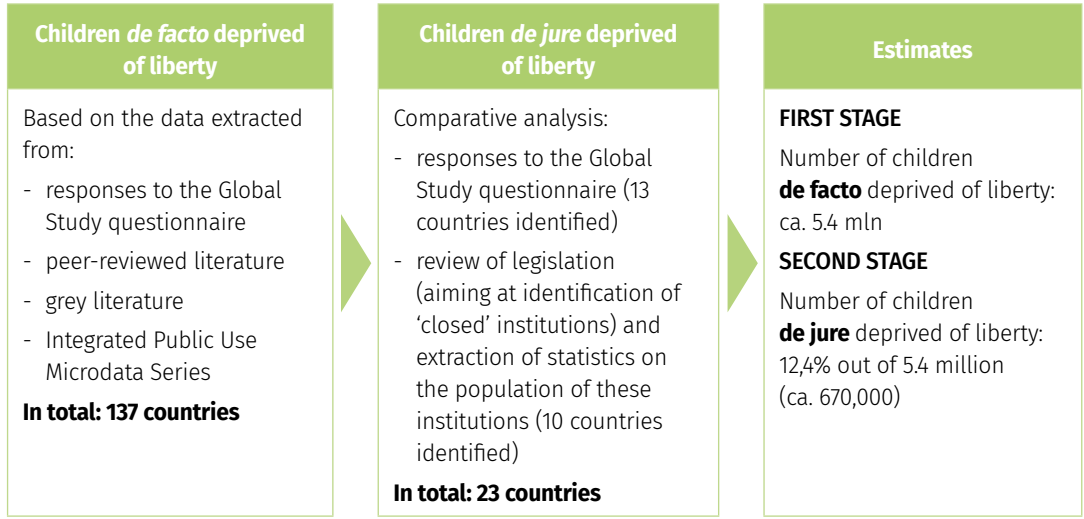 Children de facto deprived
of liberty
Based on the data extracted
from:
- responses to the Global
Study questionnaire
- peer-reviewed literature
- grey literature
- Integrated Public Use
Microdata Series
In total: 137 countries
Children de jure deprived
of liberty
Comparative analysis:
- responses to the Global
Study questionnaire (13
countries identified)
- review of legislation
(aiming at identification of
‘closed’ institutions) and
extraction of statistics on
the population of these
institutions (10 countries
identified)
In total: 23 countries
Estimates
FIRST STAGE
Number of children
de facto deprived of liberty:
ca. 5.4 mln
SECOND STAGE
Number of children
de jure deprived of liberty:
12,4% out of 5.4 million
(ca. 670,000)